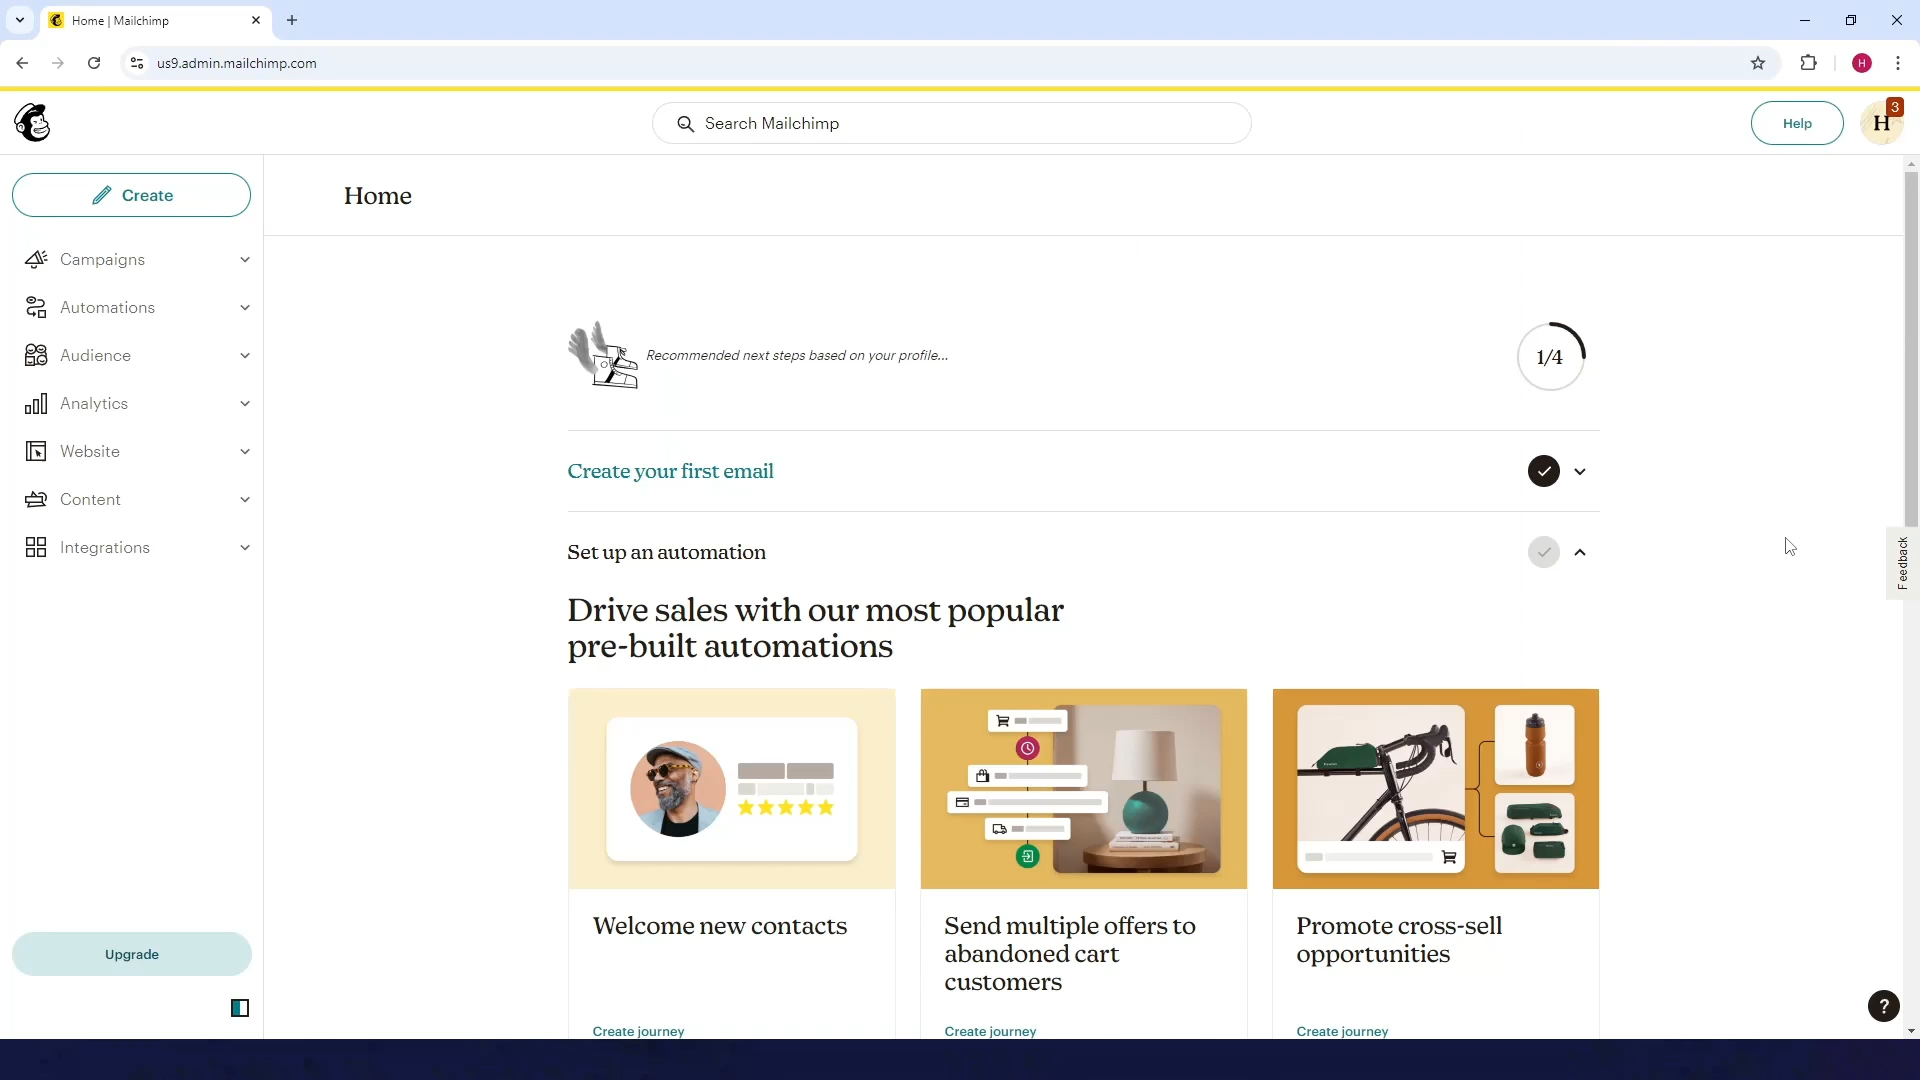 Home | Mailchimp
us9.admin.mailchimp.com
H
Search Mailchimp
Help
H
3
Create
Home
Campaigns
Automations
Audience
Analytics
Website
Content
Integrations
Recommended next steps based on your profile...
1/4
Create your first email
Set up an automation
Feedback
Drive sales with our most popular
pre-built automations
Welcome new contacts
Send multiple offers to
abandoned cart
customers
Promote cross-sell
opportunities
Create journey
Create journey
Create journey
Upgrade
?